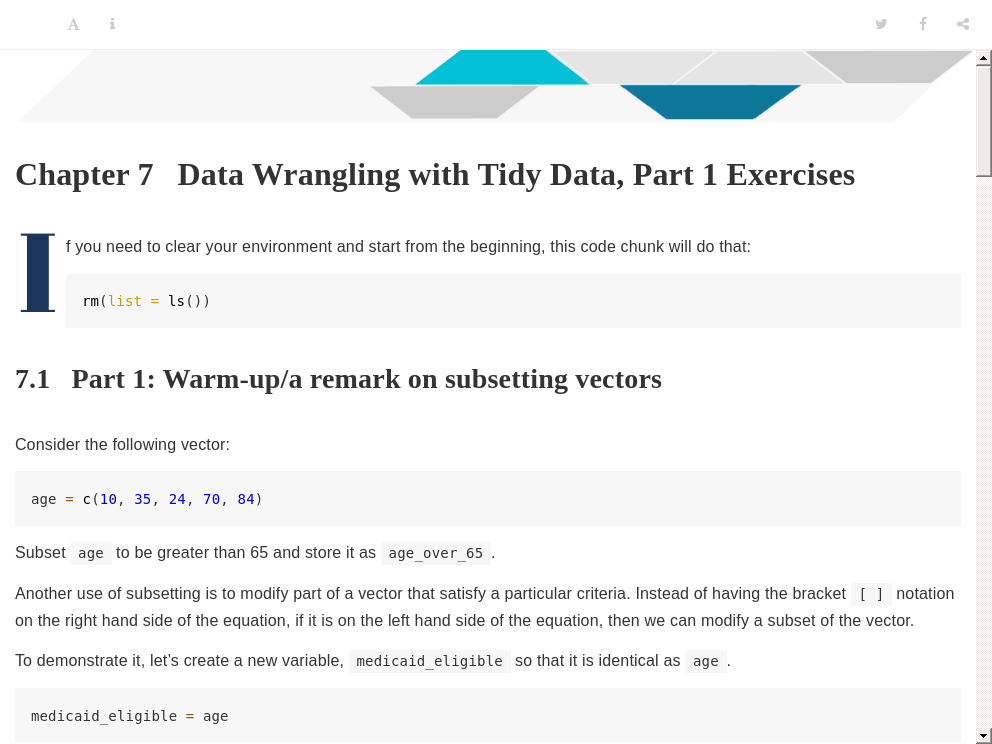 A i
Chapter 7 Data Wrangling with Tidy Data, Part 1 Exercises
If you need to clear your environment and start from the beginning, this code chunk will do that:
rm(list = ls())
7.1 Part 1: Warm-up/a remark on subsetting vectors
Consider the following vector:
age = c(10, 35, 24, 70, 84)
Subset age to be greater than 65 and store it as age_over_65 .
Another use of subsetting is to modify part of a vector that satisfy a particular criteria. Instead of having the bracket [ ] notation
on the right hand side of the equation, if it is on the left hand side of the equation, then we can modify a subset of the vector.
To demonstrate it, let’s create a new variable, medicaid_eligible so that it is identical as age .
medicaid_eligible = age